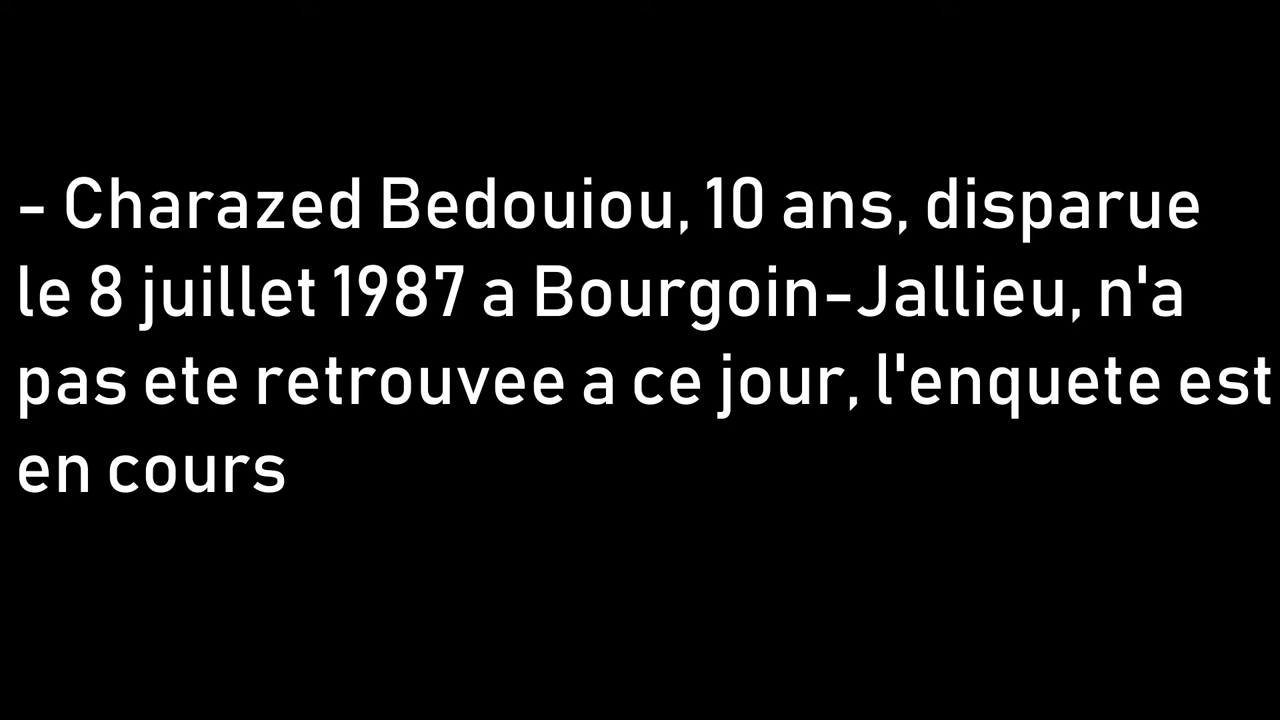 - Charazed Bedouiou, 10 ans, disparue
le 8 juillet 1987 a Bourgoin-Jallieu, n'a
pas ete retrouvee a ce jour, l'enquete est
en cours